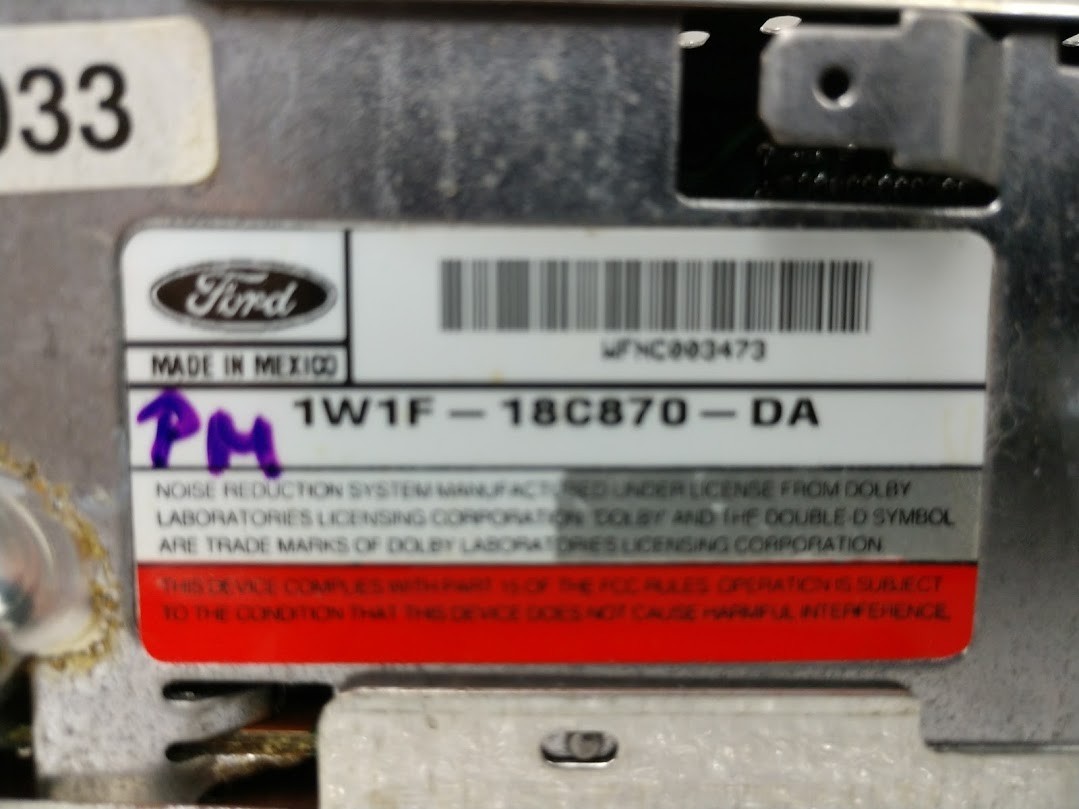 033
Ford
MADE IN MEXICO
WFNC003473
PM
1W1F-18C870-DA
NOISE REDUCTION SYSTEM MANUFACTURED UNDER LICENSE FROM DOLBY
LABORATORIES LICENSING CORPORATION. "DOLBY" AND THE DOUBLE-D SYMBOL
ARE TRADE MARKS OF DOLBY LABORATORIES LICENSING CORPORATION.
THIS DEVICE COMPLIES WITH PART 15 OF THE FCC RULES. OPERATION IS SUBJECT
TO THE CONDITION THAT THIS DEVICE DOES NOT CAUSE HARMFUL INTERFERENCE.